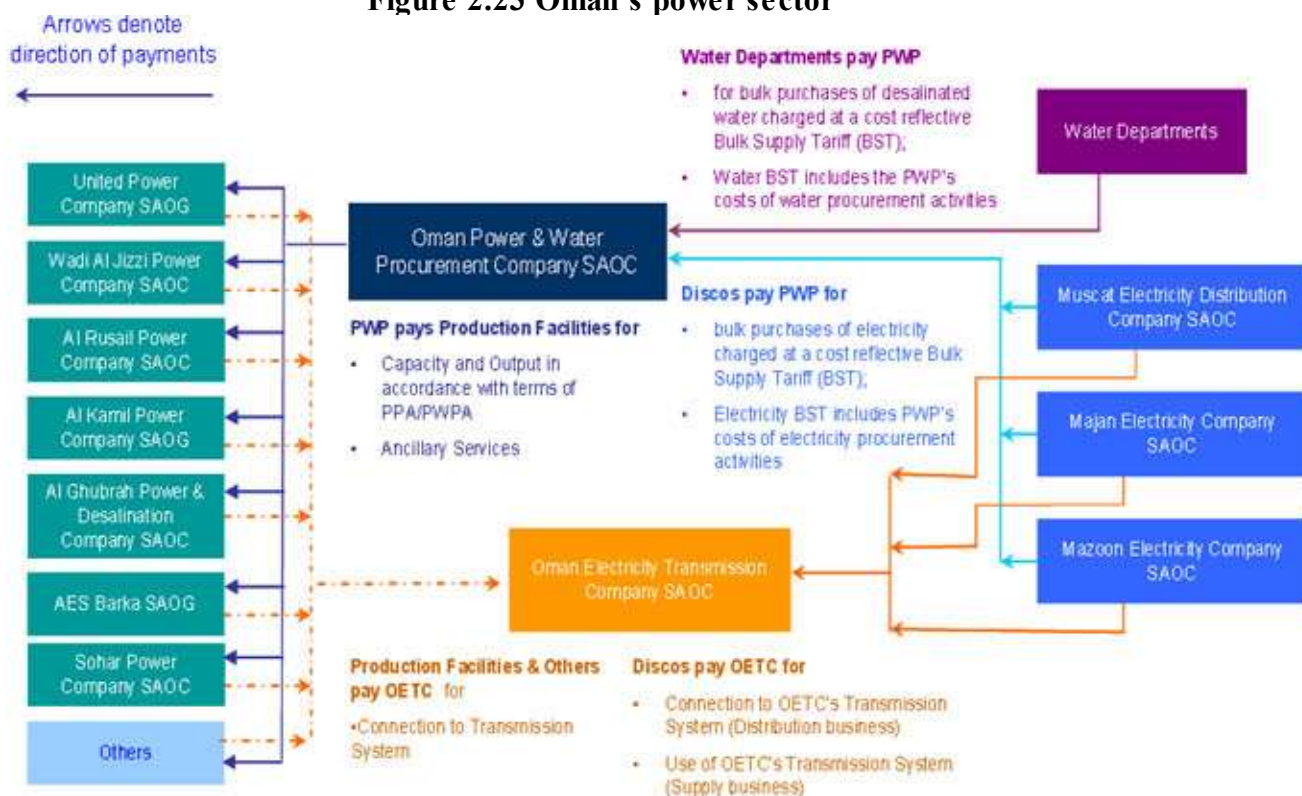 Figure 2.25 Oman's power sector
Arrows denote
direction of payments
United Power
Company SAOG
Wadi Al Jizzi Power
Company SAOC
Al Rusail Power
Company SAOC
Al Kamil Power
Company SAOG
Al Ghubrah Power &
Desalination
Company SAOC
AES Barka SAOG
Sohar Power
Company SAOC
Others
Oman Power & Water
Procurement Company SAOC
PWP pays Production Facilities for
• Capacity and Output in
accordance with terms of
PPA/PWPA
• Ancillary Services
Water Departments pay PWP
• for bulk purchases of desalinated
water charged at a cost reflective
Bulk Supply Tariff (BST);
• Water BST includes the PWP's
costs of water procurement activities
Discos pay PWP for
• bulk purchases of electricity
charged at a cost reflective Bulk
Supply Tariff (BST);
• Electricity BST includes PWP's
costs of electricity procurement
activities
Water Departments
Muscat Electricity Distribution
Company SAOC
Majan Electricity Company
SAOC
Mazoon Electricity Company
SAOC
Oman Electricity Transmission
Company SAOC
Production Facilities & Others
pay OETC for
•Connection to Transmission
System
Discos pay OETC for
• Connection to OETC's Transmission
System (Distribution business)
• Use of OETC's Transmission System
(Supply business)